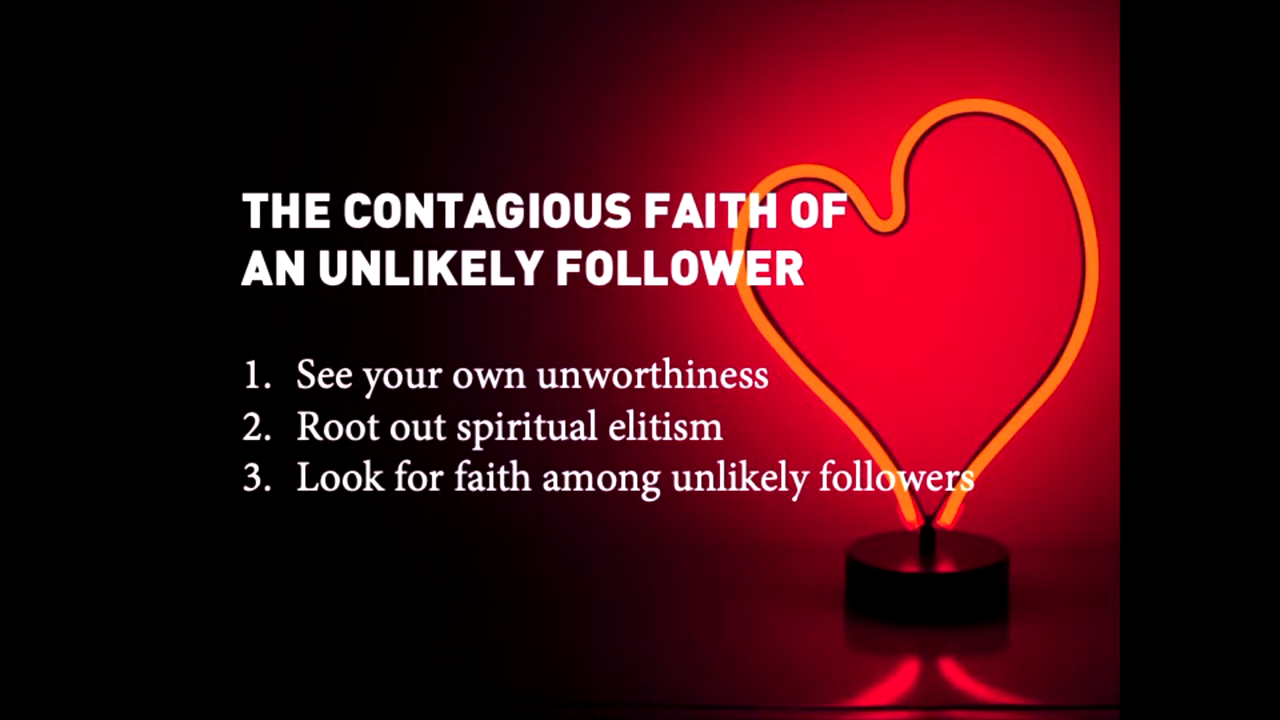 THE CONTAGIOUS FAITH OF
AN UNLIKELY FOLLOWER
1. See your own unworthiness
2. Root out spiritual elitism
3. Look for faith among unlikely followers